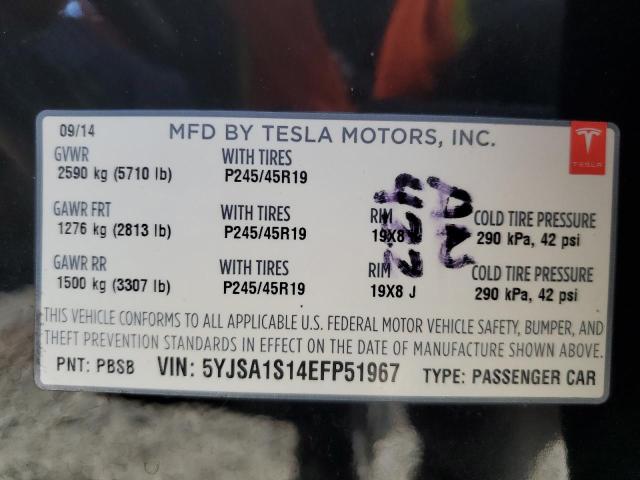 09/14 MFD BY TESLA MOTORS, INC.
GVWR WITH TIRES
2590 kg (5710 lb) P245/45R19
GAWR FRT WITH TIRES RIM COLD TIRE PRESSURE
1276 kg (2813 lb) P245/45R19 19X8 J 290 kPa, 42 psi
GAWR RR WITH TIRES RIM COLD TIRE PRESSURE
1500 kg (3307 lb) P245/45R19 19X8 J 290 kPa, 42 psi
THIS VEHICLE CONFORMS TO ALL APPLICABLE U.S. FEDERAL MOTOR VEHICLE SAFETY, BUMPER, AND
THEFT PREVENTION STANDARDS IN EFFECT ON THE DATE OF MANUFACTURE SHOWN ABOVE.
PNT: PBSB VIN: 5YJSA1S14EFP51967 TYPE: PASSENGER CAR
TESLA